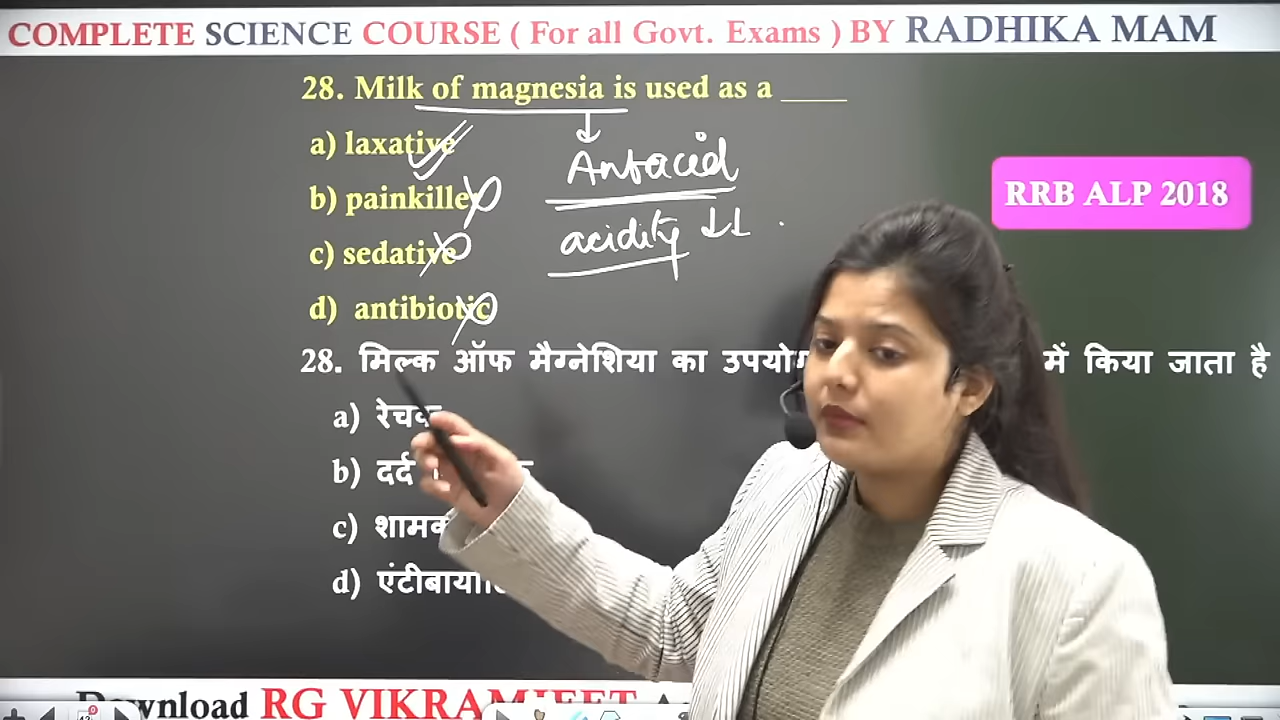 COMPLETE SCIENCE COURSE ( For all Govt. Exams ) BY RADHIKA MAM
28. Milk of magnesia is used as a ____
a) laxative
Antacid
b) painkiller
RRB ALP 2018
acidity ↓↓
c) sedative
d) antibiotic
28. मिल्क ऑफ मैग्नेशिया का उपयोग में किया जाता है
a) रेचक
b) दर्द
c)
d)
Download RG VIKRAMJEET